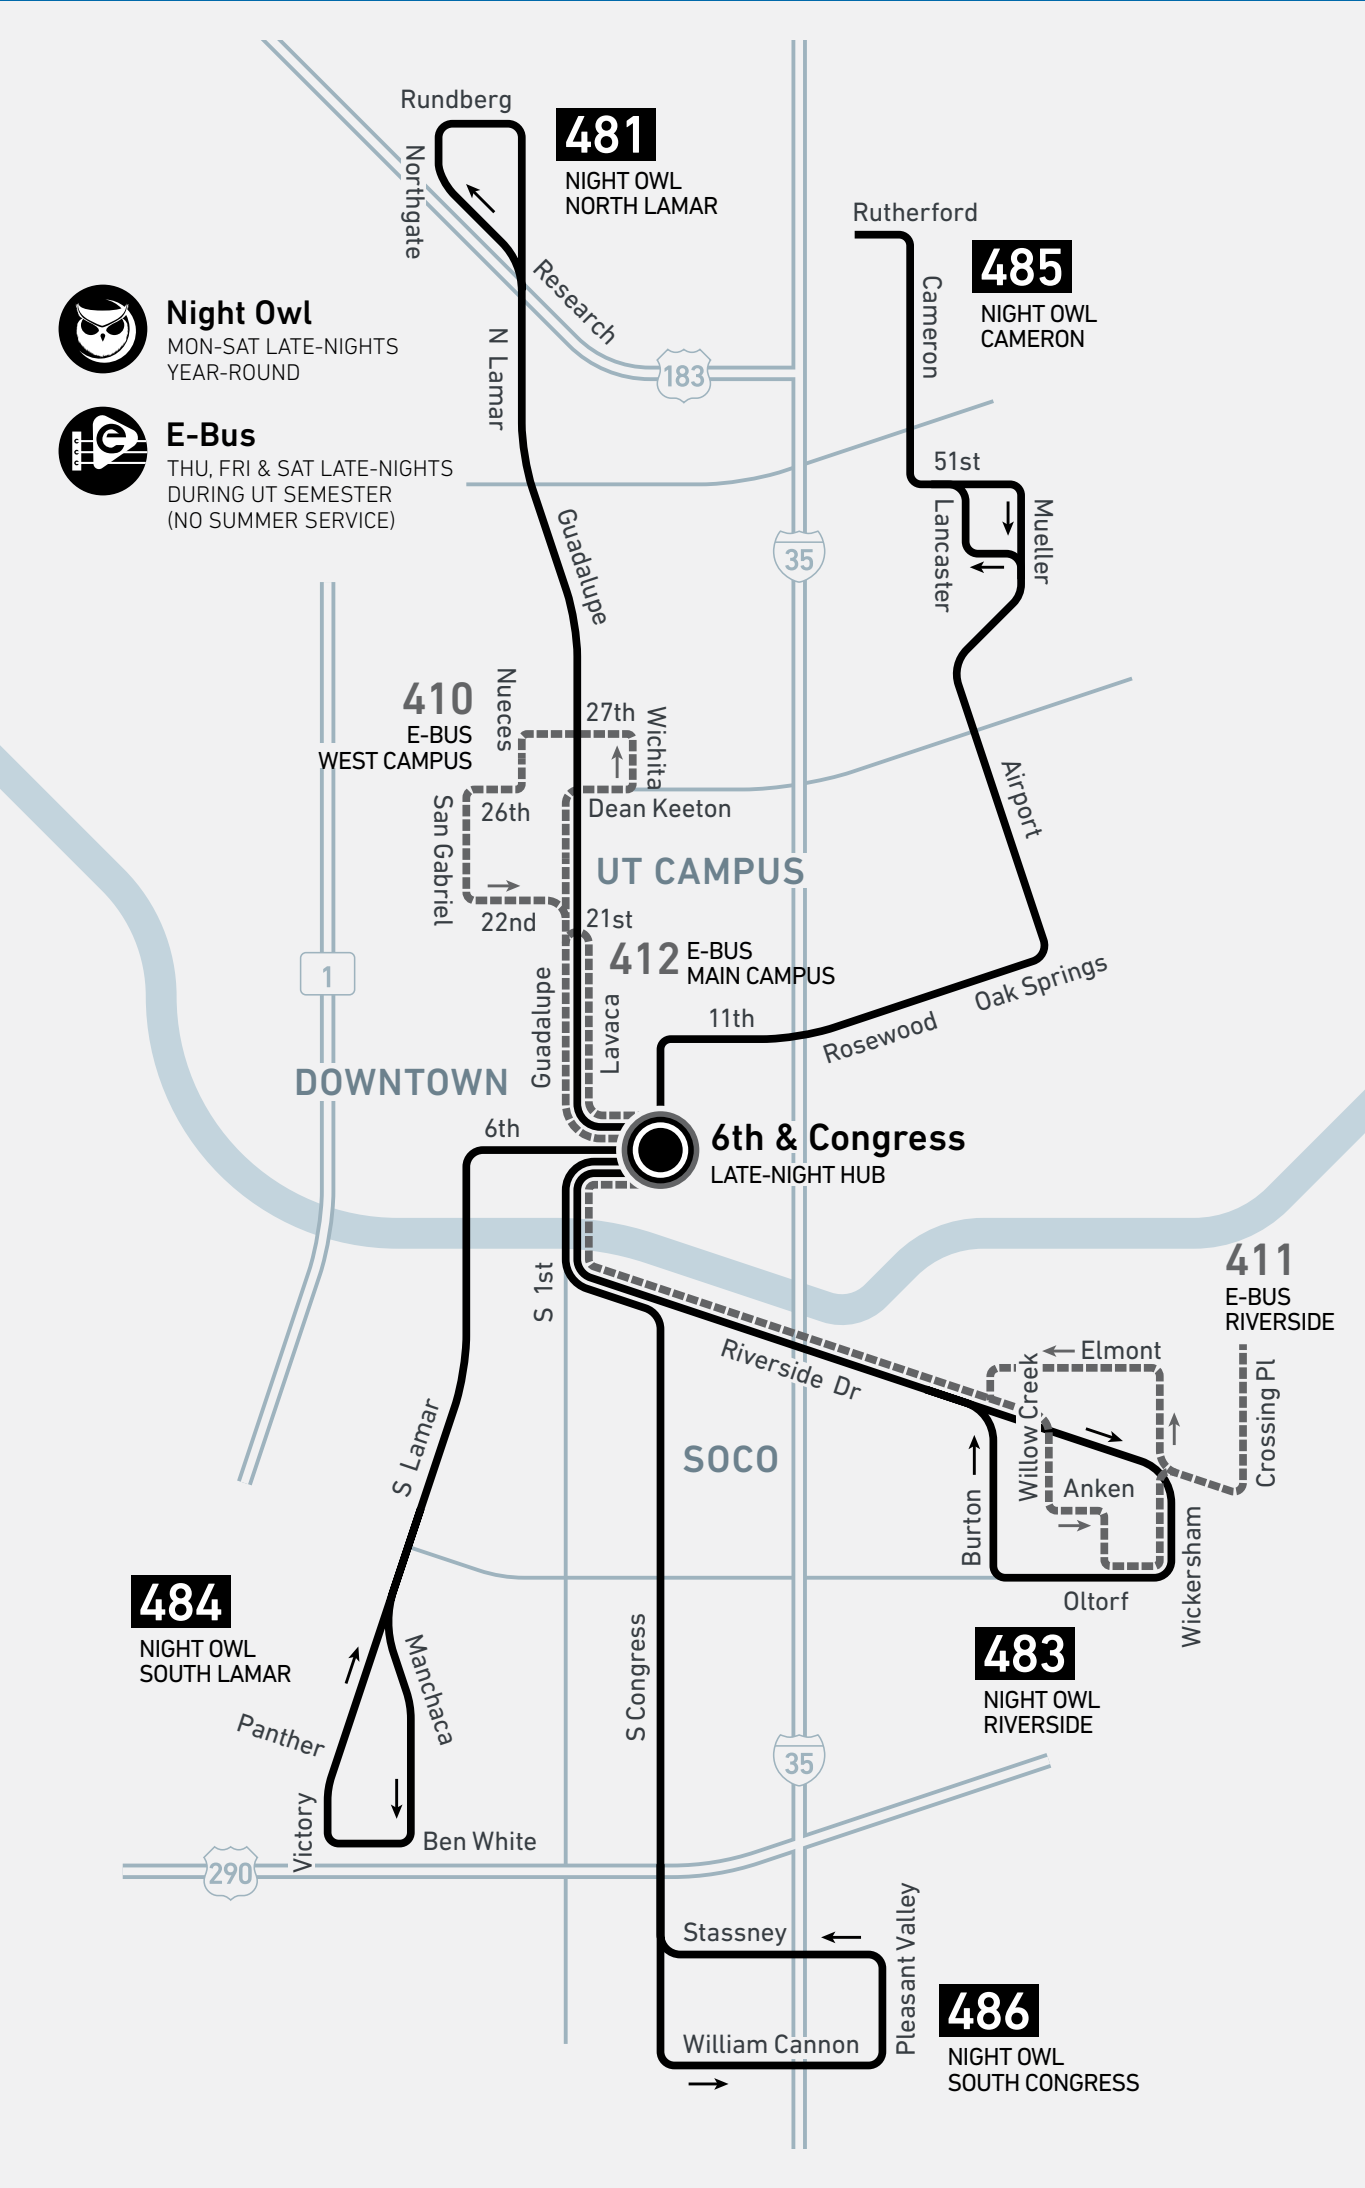 Rundberg
481
NIGHT OWL
NORTH LAMAR
Northgate
Research
N Lamar
183
Rutherford
485
NIGHT OWL
CAMERON
Cameron
Night Owl
MON-SAT LATE-NIGHTS
YEAR-ROUND
E-Bus
THU, FRI & SAT LATE-NIGHTS
DURING UT SEMESTER
(NO SUMMER SERVICE)
e
C
C
C
51st
Lancaster
Mueller
Guadalupe
35
410
E-BUS
WEST CAMPUS
Nueces
27th
Wichita
26th
Dean Keeton
San Gabriel
UT CAMPUS
22nd
21st
412
E-BUS
MAIN CAMPUS
Airport
Oak Springs
Rosewood
11th
1
Guadalupe
Lavaca
DOWNTOWN
6th
6th & Congress
LATE-NIGHT HUB
S 1st
Riverside Dr
411
E-BUS
RIVERSIDE
Elmont
Willow Creek
Crossing Pl
Anken
Burton
Wickersham
Oltorf
S Lamar
SOCO
484
NIGHT OWL
SOUTH LAMAR
Manchaca
Panther
Victory
Ben White
290
S Congress
483
NIGHT OWL
RIVERSIDE
35
Stassney
Pleasant Valley
William Cannon
486
NIGHT OWL
SOUTH CONGRESS